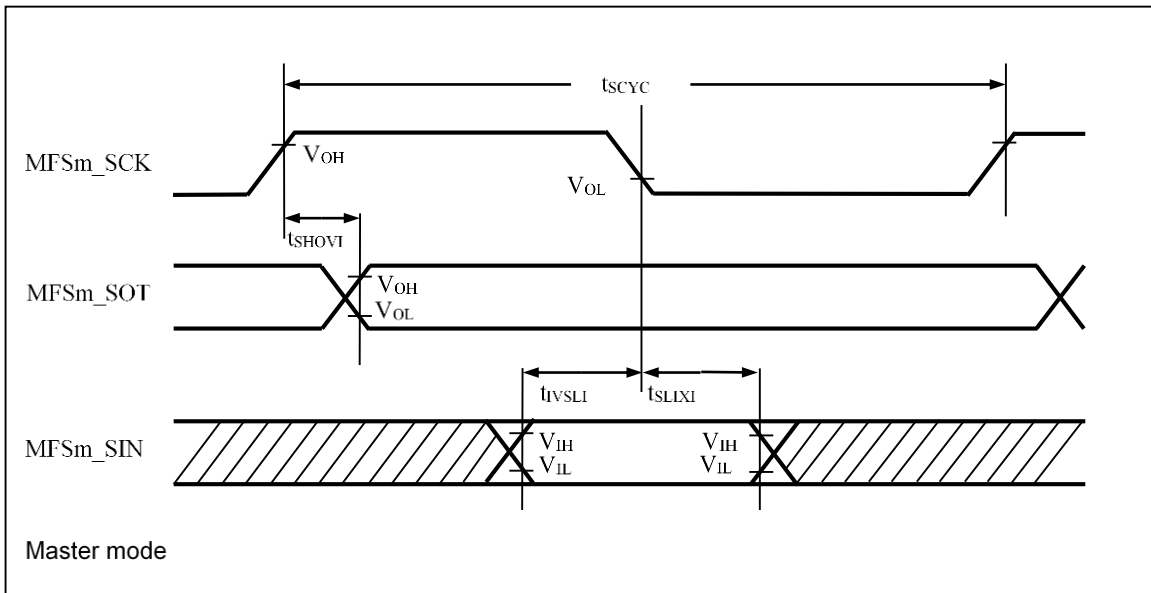 tSCYC
MFSm_SCK
VOH
VOL
tSHOVI
MFSm_SOT
VOH
VOL
tIVSLI
tSLIXI
MFSm_SIN
VIH
VIL
VIH
VIL
Master mode